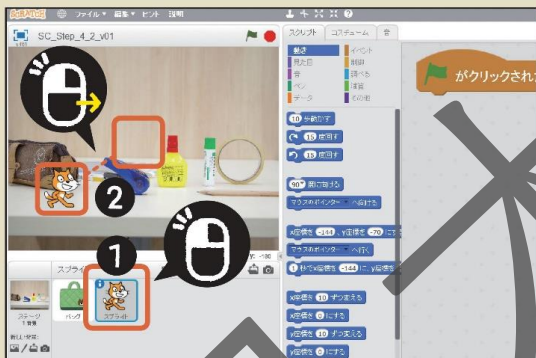 SCRATCH ファイル▼ 編集▼ ヒント 説明
SC_Step_4_2_v01
スクリプト コスチューム 音
動き イベント
見た目 制御
音 調べる
ペン 演算
データ その他
がクリックされ
10 歩動かす
15 度回す
15 度回す
90▼ 度に向ける
マウスのポインター▼ へ向ける
x座標を -144 、y座標を -70 にする
マウスのポインター▼ へ行く
1 秒でx座標を -144 に、y座標を
x座標を 10 ずつ変える
x座標を 0 にする
y座標を 10 ずつ変える
y座標を 0 にする
2
1
y: -180
スプライト
ステージ
1 背景
バッグ
スプライト
新しい背景: